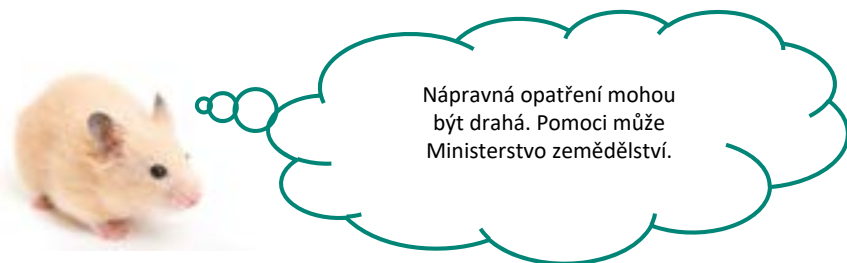 Nápravná opatření mohou
být drahá. Pomoci může
Ministerstvo zemědělství.